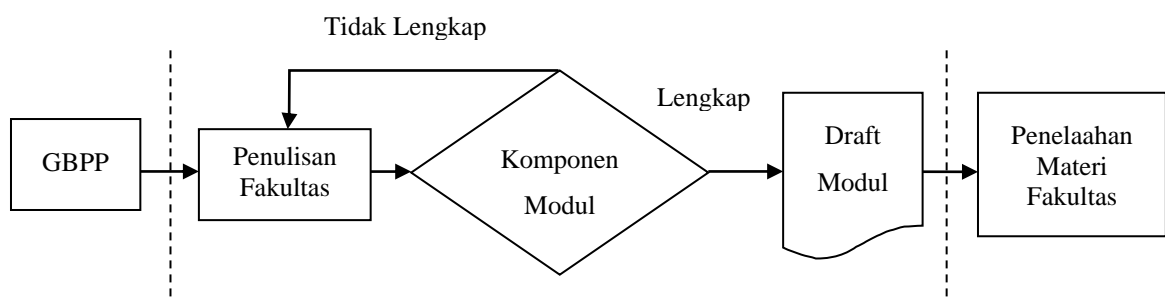 Tidak Lengkap
GBPP
Penulisan
Fakultas
Komponen
Modul
Lengkap
Draft
Modul
Penelaahan
Materi
Fakultas